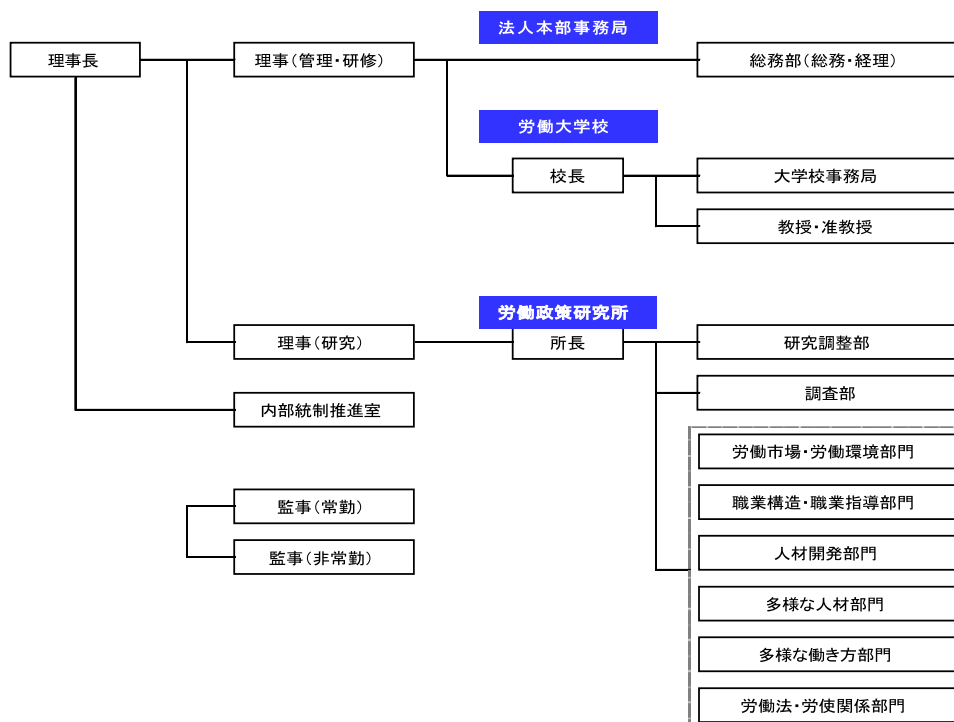 法人本部事務局
理事長
理事(管理・研修)
総務部(総務・経理)
労働大学校
校長
大学校事務局
教授・准教授
労働政策研究所
理事(研究)
所長
研究調整部
調査部
内部統制推進室
労働市場・労働環境部門
職業構造・職業指導部門
監事(常勤)
人材開発部門
監事(非常勤)
多様な人材部門
多様な働き方部門
労働法・労使関係部門